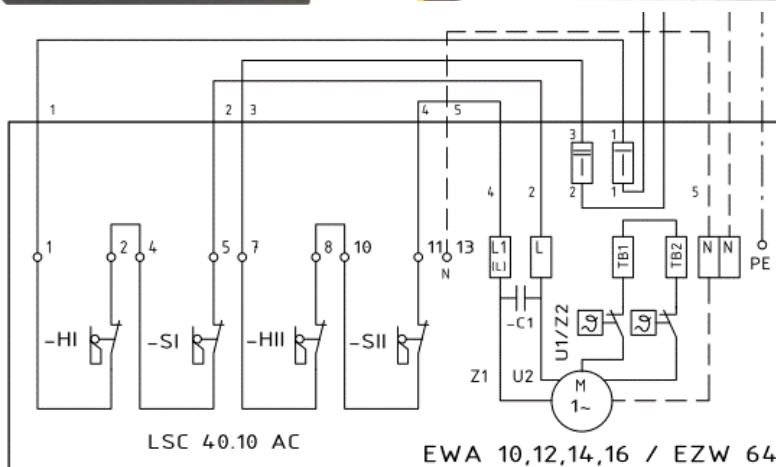 1 2 3 4 5
3 1
2 1
4 2 5
1 2 4 5 7 8 10 11 13
N
L1 L TB1 TB2 N N
(L)
PE
-C1
U1/Z2
-HI -SI -HII -SII
ϑ ϑ
Z1 U2
M
1~
LSC 40.10 AC
EWA 10,12,14,16 / EZW 64